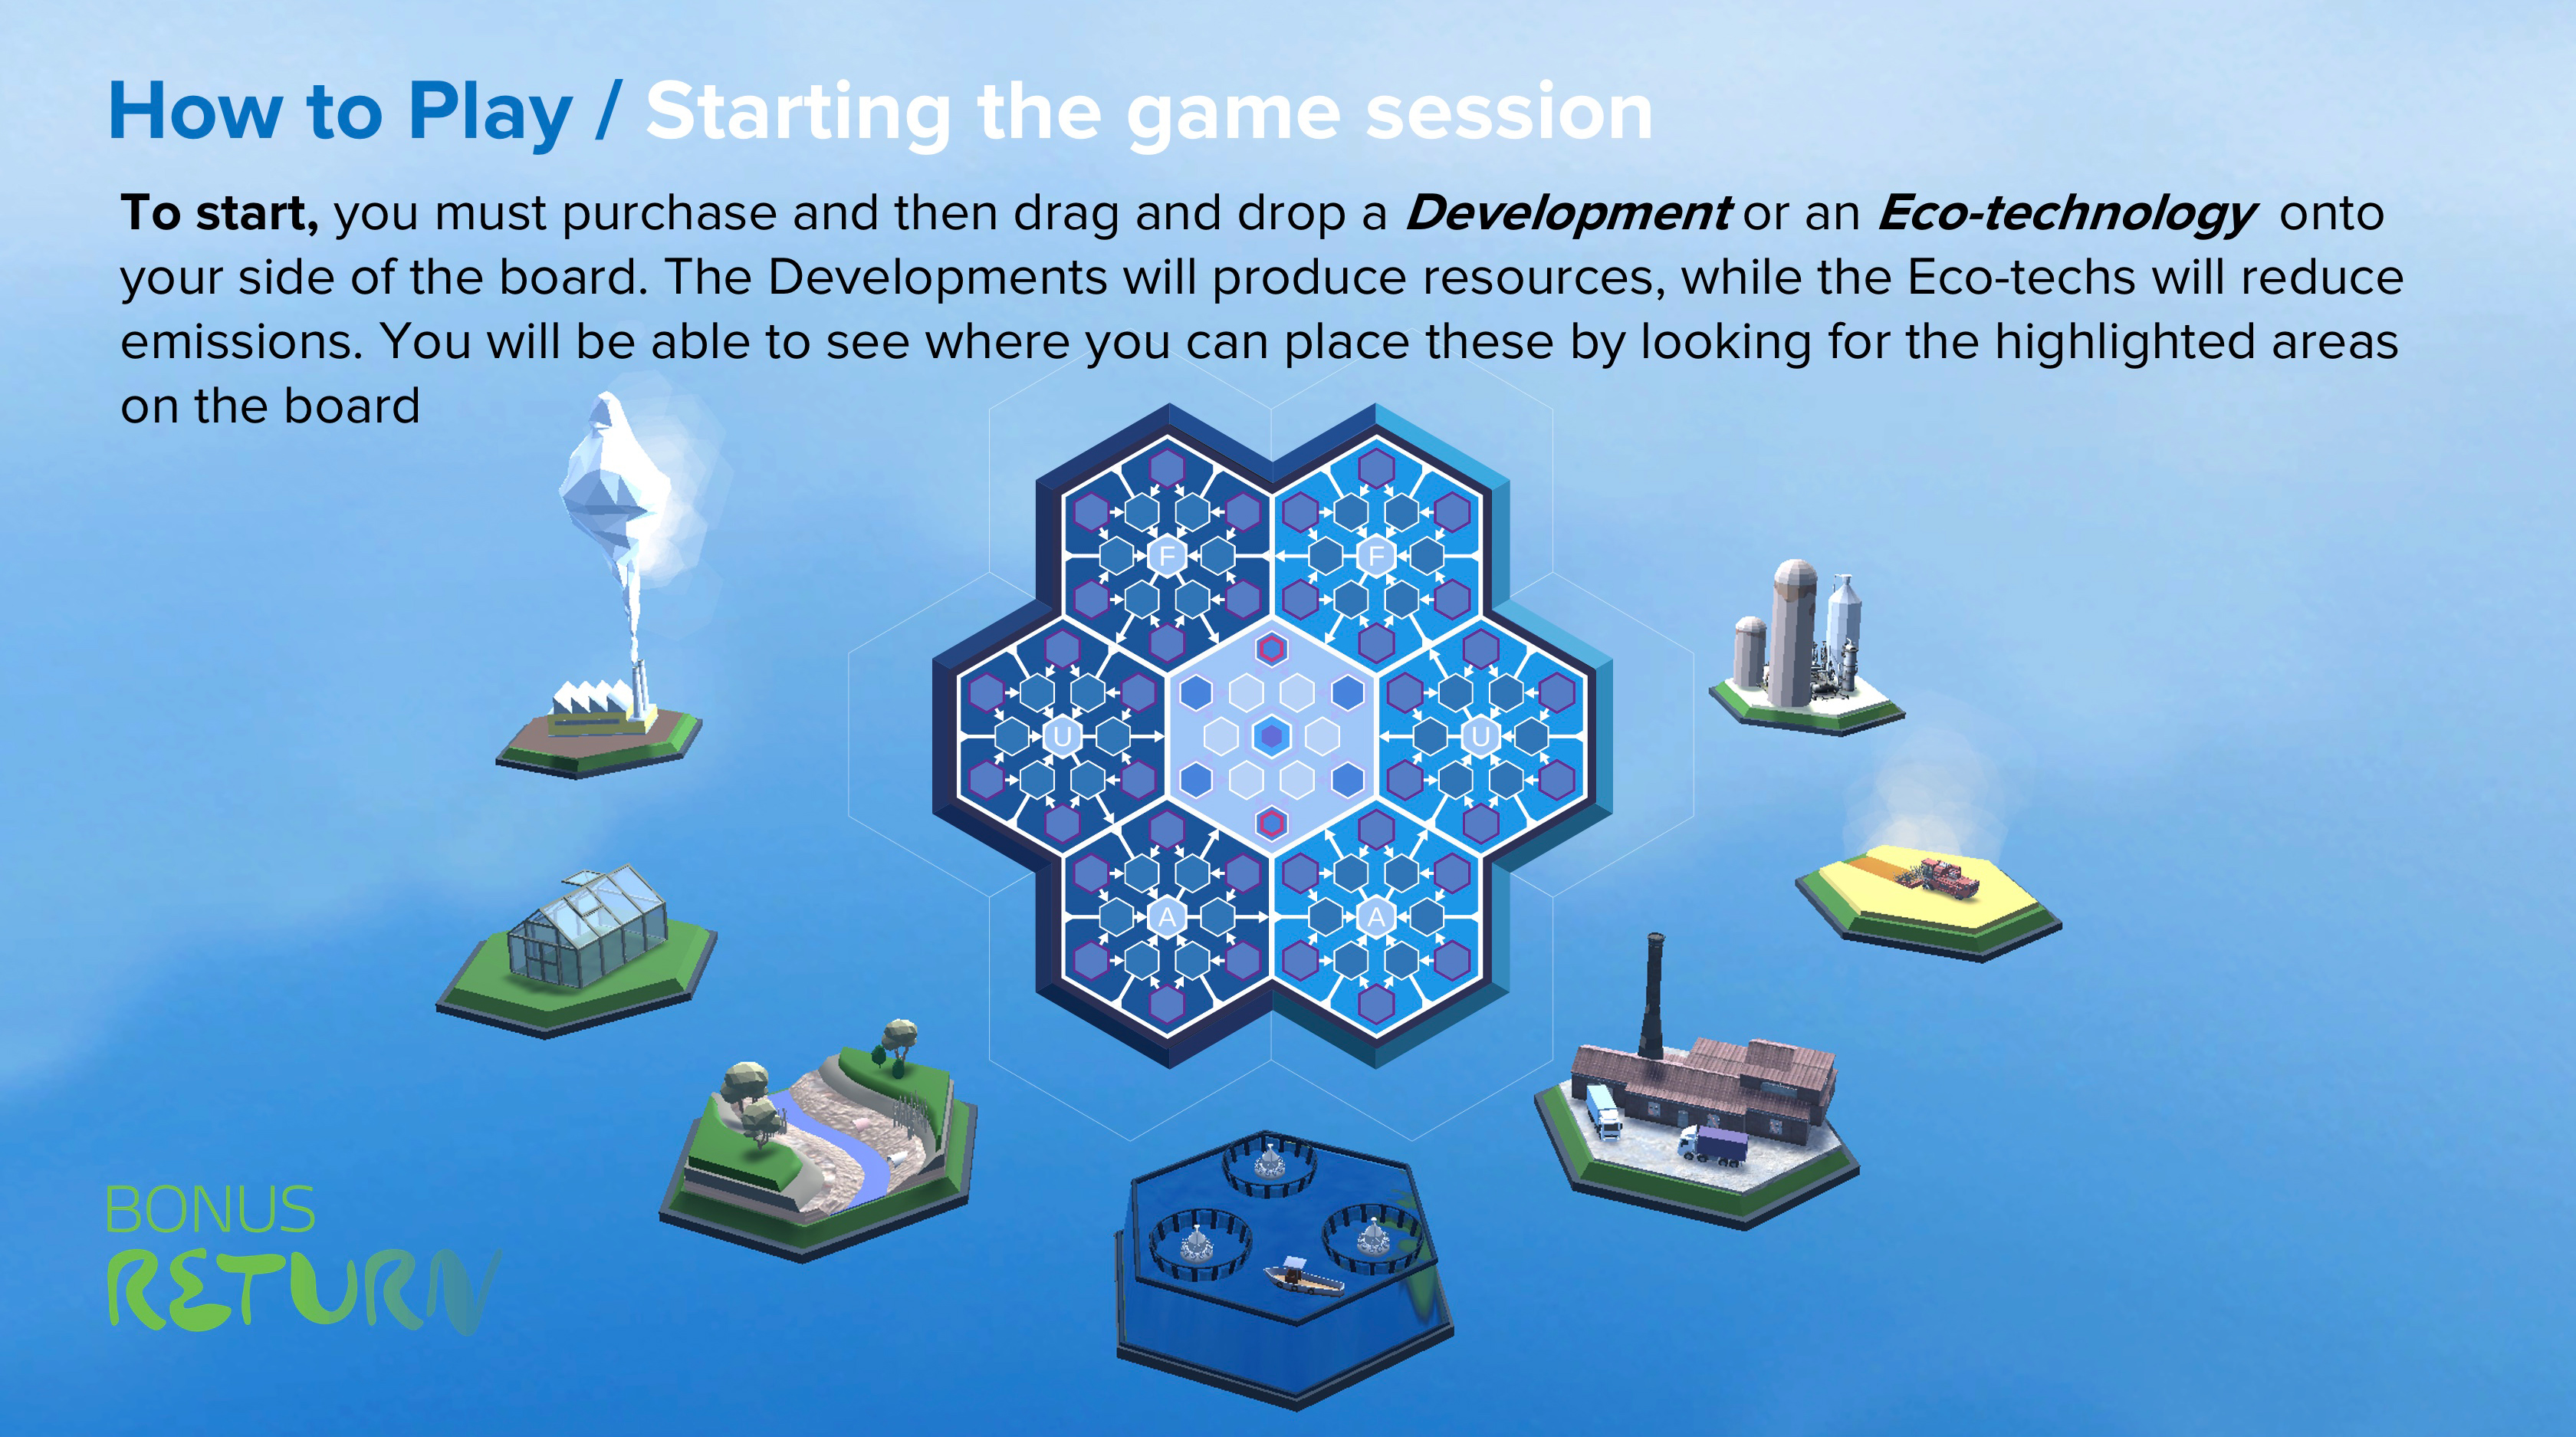 How to Play / Starting the game session
To start, you must purchase and then drag and drop a Development or an Eco-technology onto
your side of the board. The Developments will produce resources, while the Eco-techs will reduce
emissions. You will be able to see where you can place these by looking for the highlighted areas
on the board
F F
U U
A A
BONUS
RETURN